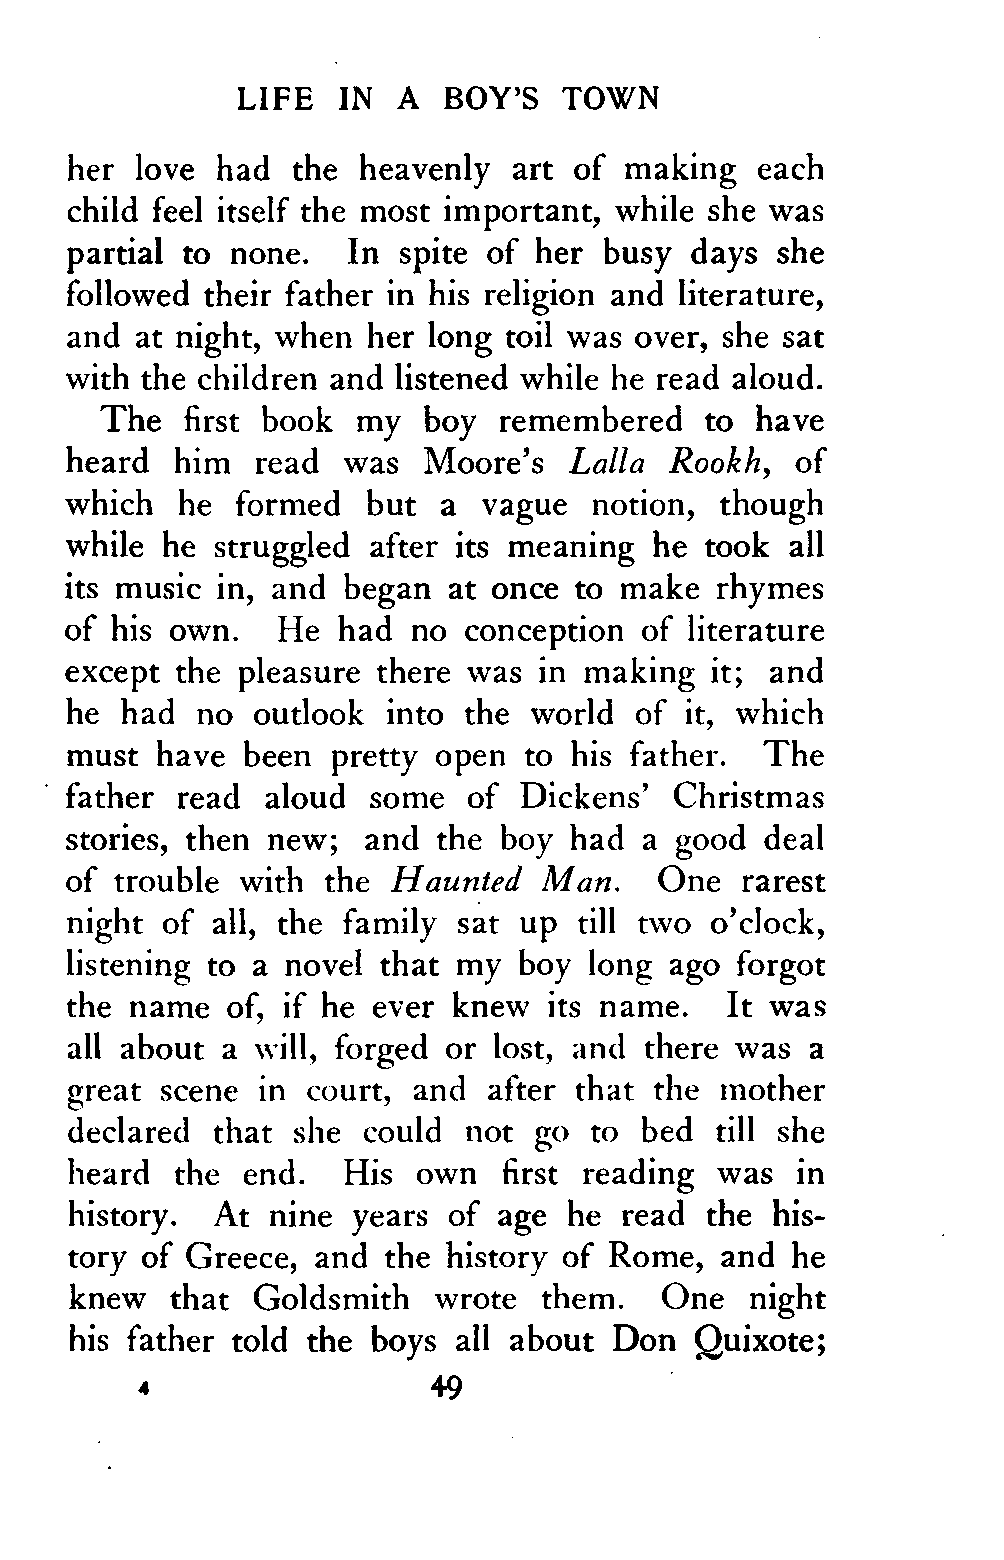 LIFE IN A BOY'S TOWN
her love had the heavenly art of making each
child feel itself the most important, while she was
partial to none. In spite of her busy days she
followed their father in his religion and literature,
and at night, when her long toil was over, she sat
with the children and listened while he read aloud.
The first book my boy remembered to have
heard him read was Moore's Lalla Rookh, of
which he formed but a vague notion, though
while he struggled after its meaning he took all
its music in, and began at once to make rhymes
of his own. He had no conception of literature
except the pleasure there was in making it; and
he had no outlook into the world of it, which
must have been pretty open to his father. The
father read aloud some of Dickens' Christmas
stories, then new; and the boy had a good deal
of trouble with the Haunted Man. One rarest
night of all, the family sat up till two o'clock,
listening to a novel that my boy long ago forgot
the name of, if he ever knew its name. It was
all about a will, forged or lost, and there was a
great scene in court, and after that the mother
declared that she could not go to bed till she
heard the end. His own first reading was in
history. At nine years of age he read the his-
tory of Greece, and the history of Rome, and he
knew that Goldsmith wrote them. One night
his father told the boys all about Don Quixote;
4 49